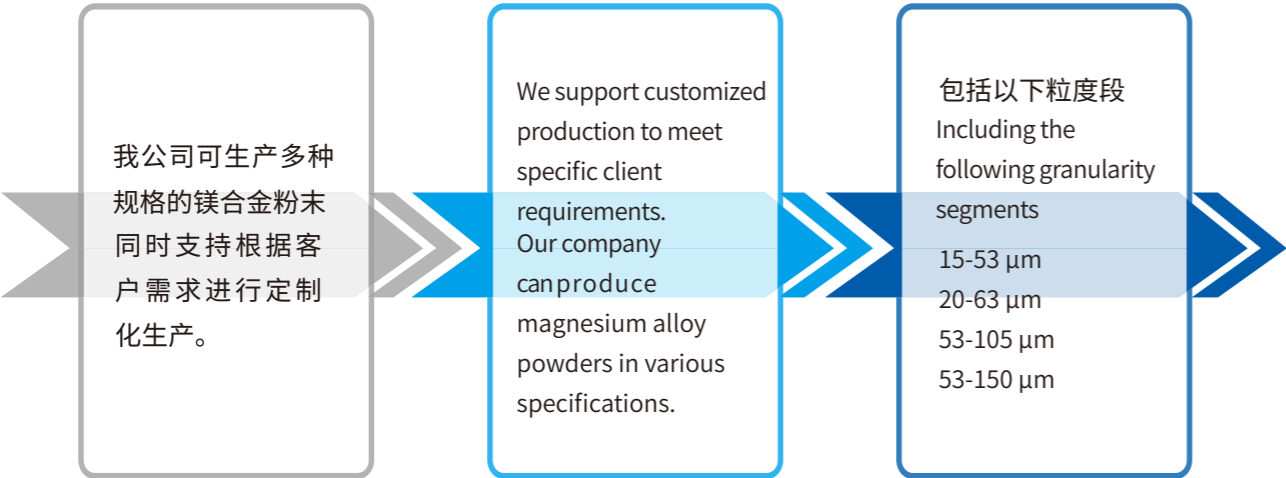 我公司可生产多种
规格的镁合金粉末
同时支持根据客
户需求进行定制
化生产。
We support customized
production to meet
specific client
requirements.
Our company
can produce
magnesium alloy
powders in various
specifications.
包括以下粒度段
Including the
following granularity
segments
15-53 μm
20-63 μm
53-105 μm
53-150 μm